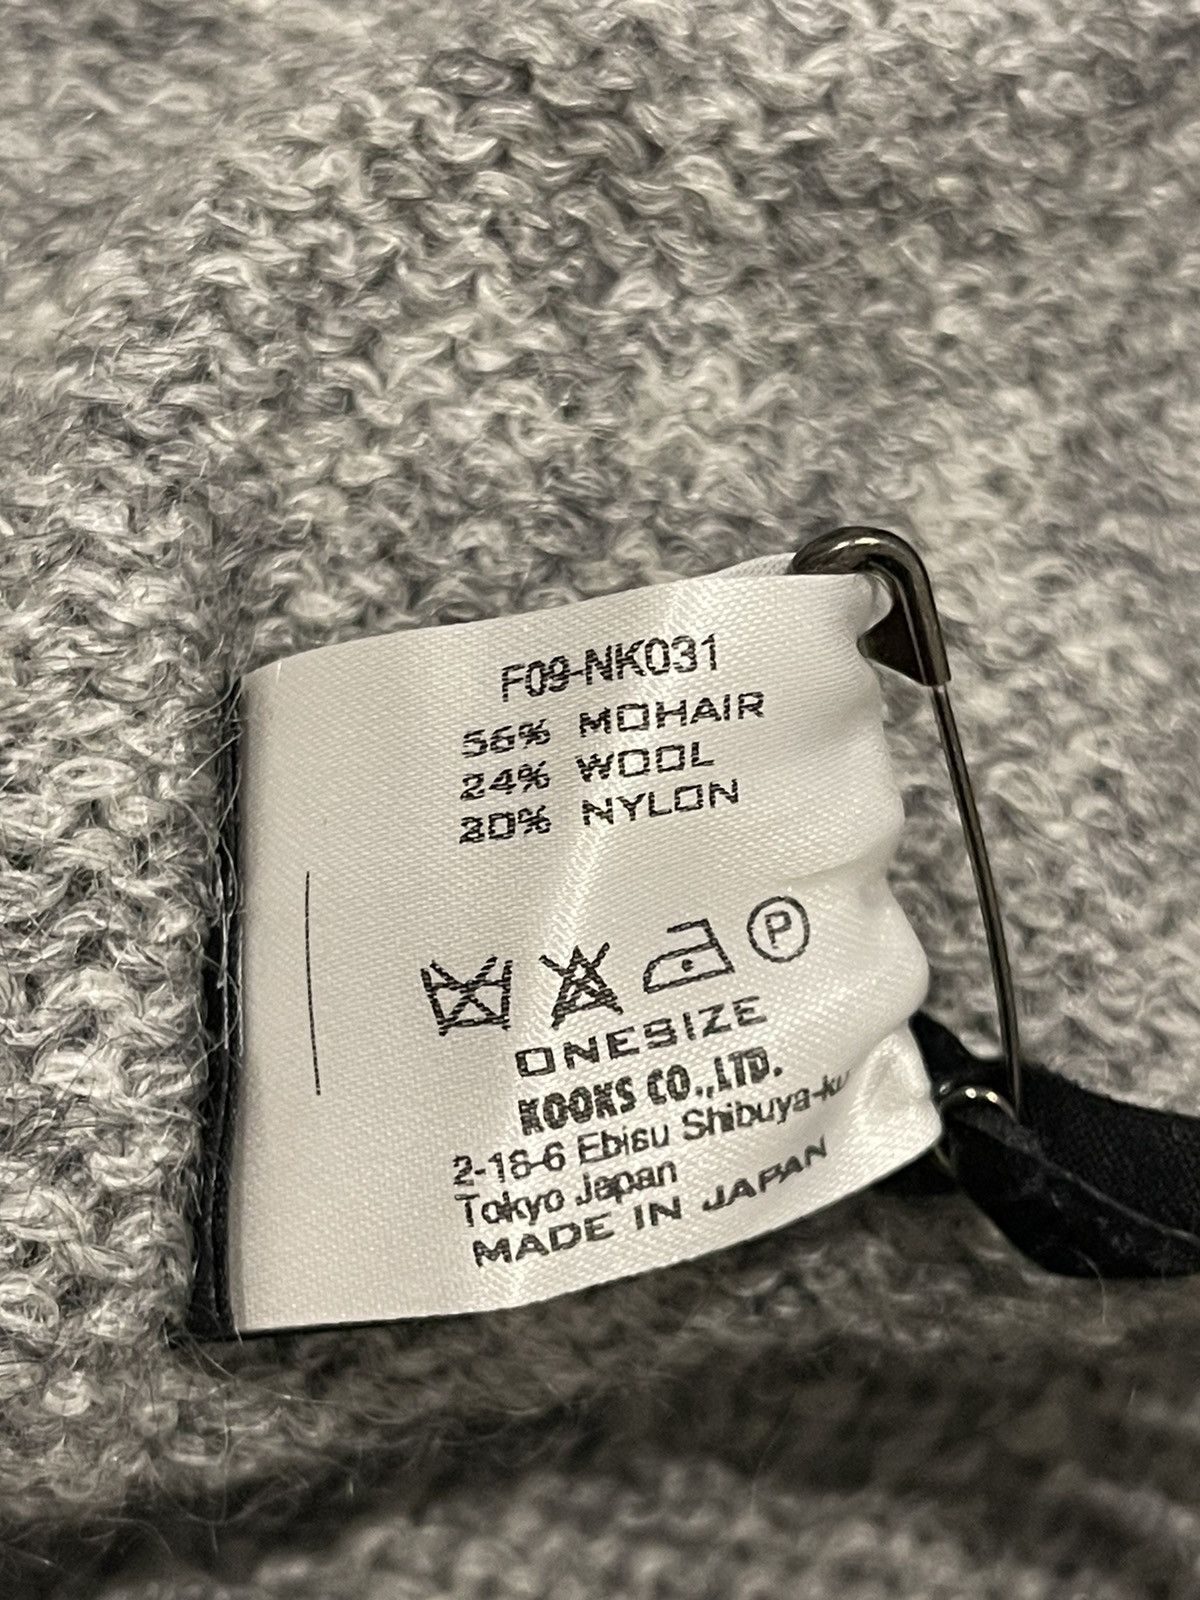 F09-NK031
56% MOHAIR
24% WOOL
20% NYLON
P
ONESIZE
KOOKS CO.,LTD.
2-16-6 Ebisu Shibuya-ku
Tokyo Japan
MADE IN JAPAN